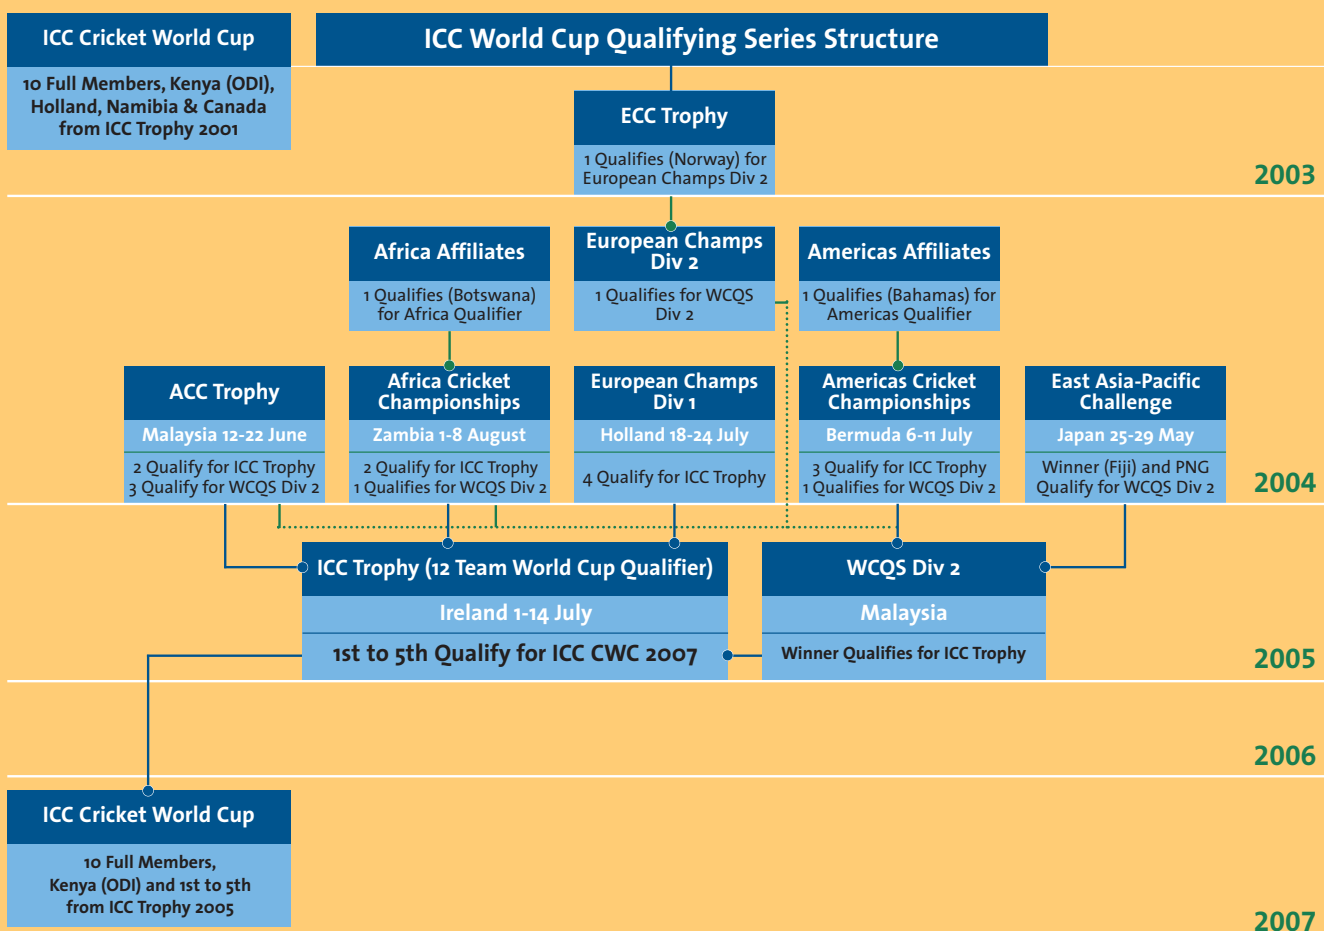 ICC Cricket World Cup
10 Full Members, Kenya (ODI),
Holland, Namibia & Canada
from ICC Trophy 2001
ICC World Cup Qualifying Series Structure
ECC Trophy
1 Qualifies (Norway) for
European Champs Div 2
2003
Africa Affiliates
1 Qualifies (Botswana)
for Africa Qualifier
European Champs
Div 2
1 Qualifies for WCQS
Div 2
Americas Affiliates
1 Qualifies (Bahamas) for
Americas Qualifier
ACC Trophy
Malaysia 12-22 June
2 Qualify for ICC Trophy
3 Qualify for WCQS Div 2
Africa Cricket
Championships
Zambia 1-8 August
2 Qualify for ICC Trophy
1 Qualifies for WCQS Div 2
European Champs
Div 1
Holland 18-24 July
4 Qualify for ICC Trophy
Americas Cricket
Championships
Bermuda 6-11 July
3 Qualify for ICC Trophy
1 Qualifies for WCQS Div 2
East Asia-Pacific
Challenge
Japan 25-29 May
Winner (Fiji) and PNG
Qualify for WCQS Div 2
2004
ICC Trophy (12 Team World Cup Qualifier)
Ireland 1-14 July
1st to 5th Qualify for ICC CWC 2007
WCQS Div 2
Malaysia
Winner Qualifies for ICC Trophy
2005
2006
ICC Cricket World Cup
10 Full Members,
Kenya (ODI) and 1st to 5th
from ICC Trophy 2005
2007